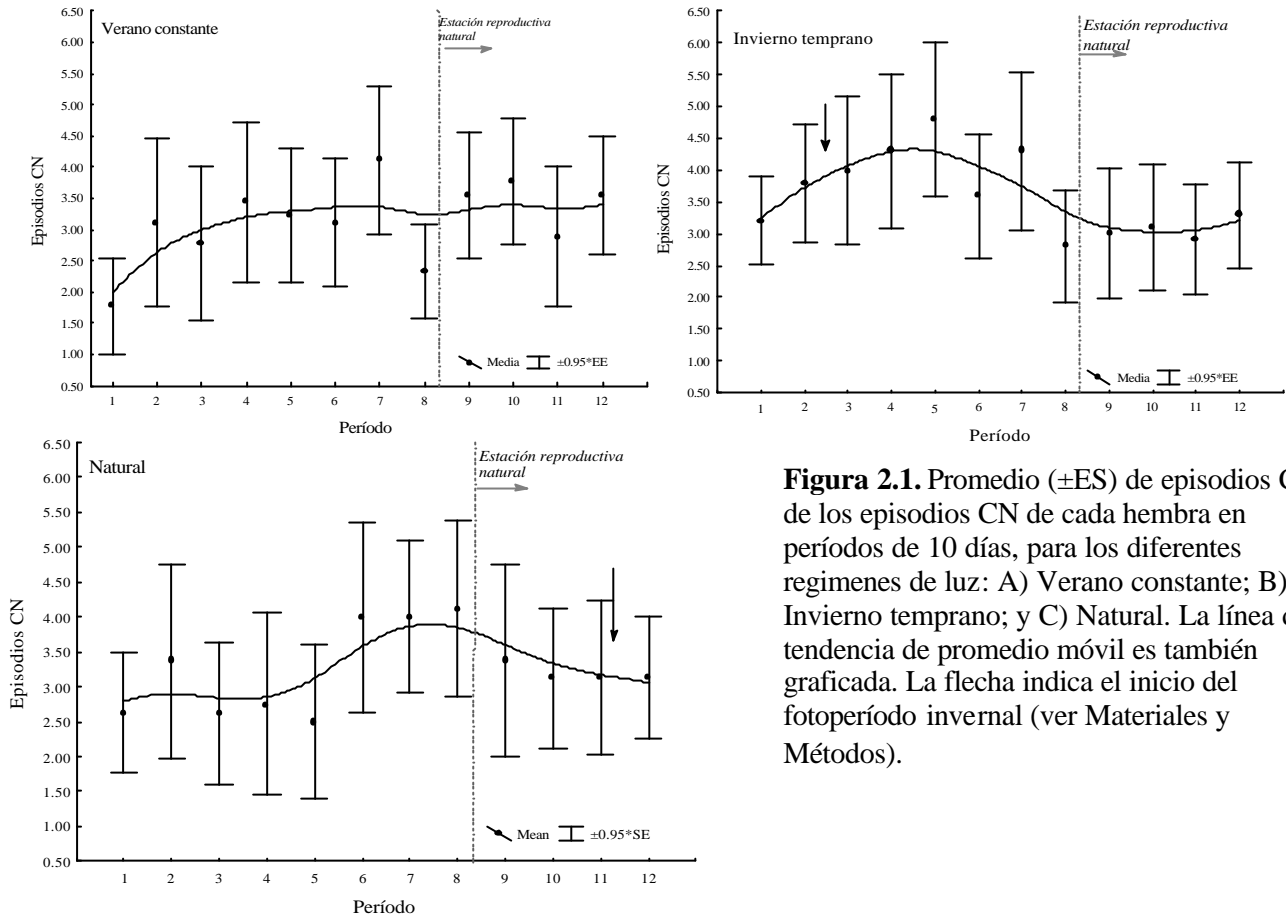 Verano constante
Estación reproductiva
natural
6.50
6.00
5.50
5.00
4.50
4.00
3.50
3.00
2.50
2.00
1.50
1.00
0.50
Episodios CN
Media ±0.95*EE
1 2 3 4 5 6 7 8 9 10 11 12
Período
Invierno temprano
Estación reproductiva
natural
6.50
6.00
5.50
5.00
4.50
4.00
3.50
3.00
2.50
2.00
1.50
1.00
0.50
Episodios CN
Media ±0.95*EE
1 2 3 4 5 6 7 8 9 10 11 12
Período
Natural
Estación reproductiva
natural
6.50
6.00
5.50
5.00
4.50
4.00
3.50
3.00
2.50
2.00
1.50
1.00
0.50
Episodios CN
Mean ±0.95*SE
1 2 3 4 5 6 7 8 9 10 11 12
Período
Figura 2.1. Promedio (±ES) de episodios
de los episodios CN de cada hembra en
períodos de 10 días, para los diferentes
regimenes de luz: A) Verano constante; B)
Invierno temprano; y C) Natural. La línea
tendencia de promedio móvil es también
graficada. La flecha indica el inicio del
fotoperíodo invernal (ver Materiales y
Métodos).